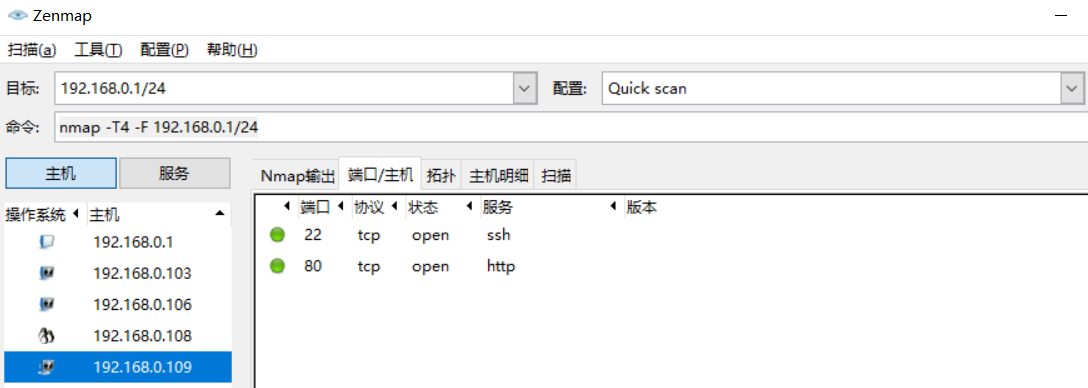 Zenmap
扫描(a) 工具(T) 配置(P) 帮助(H)
目标: 192.168.0.1/24 配置: Quick scan
命令: nmap -T4 -F 192.168.0.1/24
主机 服务
Nmap输出 端口/主机 拓扑 主机明细 扫描
操作系统 主机
192.168.0.1
192.168.0.103
192.168.0.106
192.168.0.108
192.168.0.109
端口 协议 状态 服务 版本
22 tcp open ssh
80 tcp open http